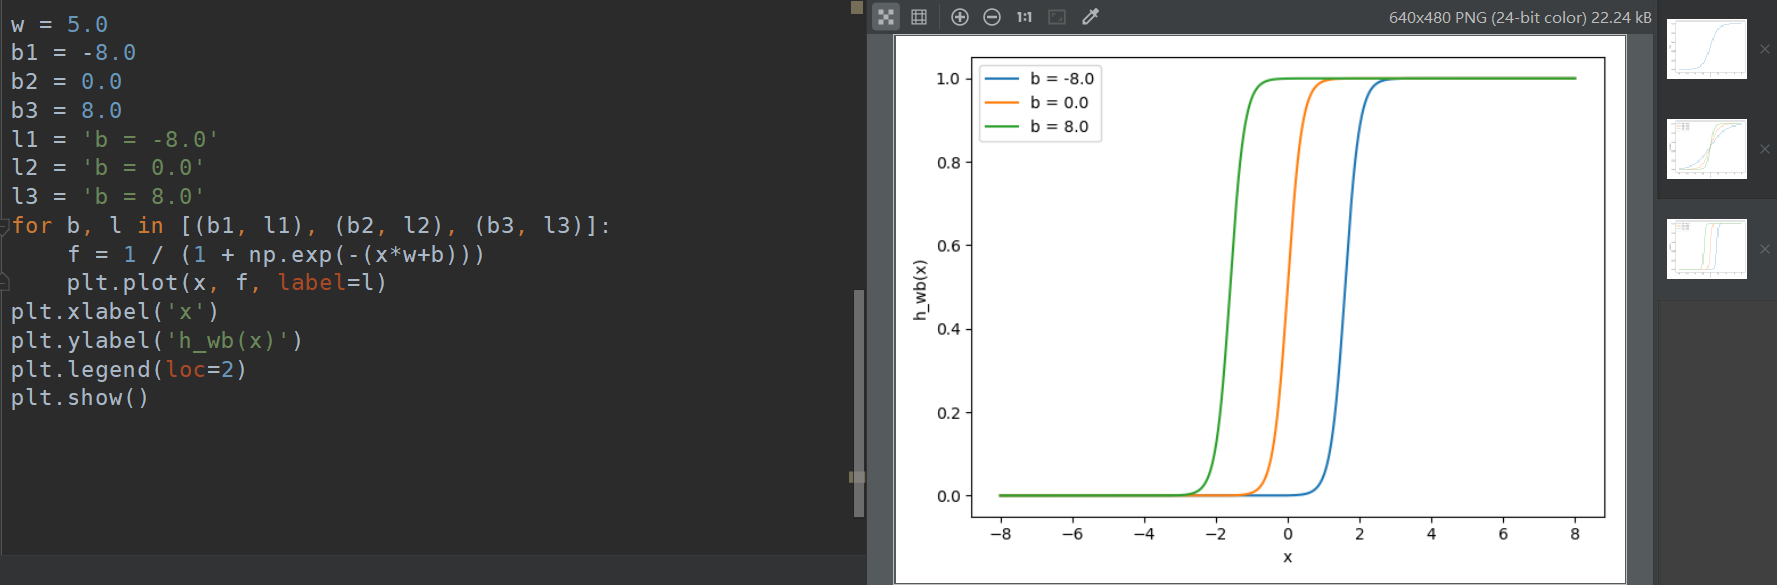 w = 5.0
b1 = -8.0
b2 = 0.0
b3 = 8.0
l1 = 'b = -8.0'
l2 = 'b = 0.0'
l3 = 'b = 8.0'
for b, l in [(b1, l1), (b2, l2), (b3, l3)]:
    f = 1 / (1 + np.exp(-(x*w+b)))
    plt.plot(x, f, label=l)
plt.xlabel('x')
plt.ylabel('h_wb(x)')
plt.legend(loc=2)
plt.show()
1:1
640x480 PNG (24-bit color) 22.24 kB
b = -8.0
b = 0.0
b = 8.0
1.0
0.8
0.6
0.4
0.2
0.0
h_wb(x)
−8 −6 −4 −2 0 2 4 6 8
x